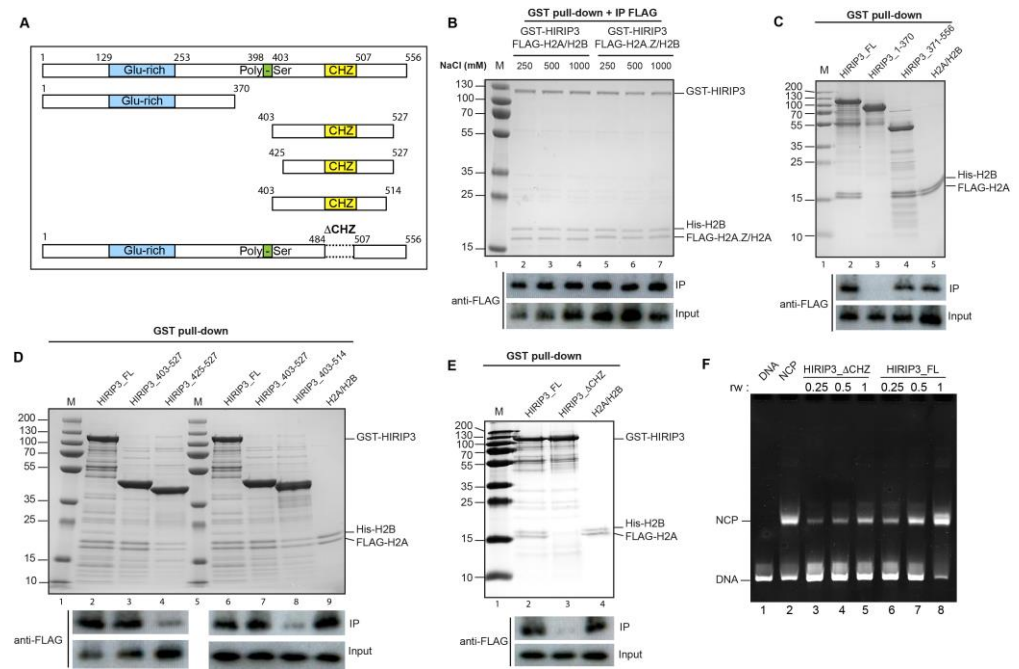 A
1 129 253 398 403 507 556
Glu-rich Poly - Ser CHZ
1 370
Glu-rich
403 527
CHZ
425 527
CHZ
403 514
CHZ
ΔCHZ
1 484 507 556
Glu-rich Poly - Ser
B
GST pull-down + IP FLAG
GST-HIRIP3 GST-HIRIP3
FLAG-H2A/H2B FLAG-H2A.Z/H2B
NaCl (mM) M 250 500 1000 250 500 1000
130
100
70
55
35
25
15
GST-HIRIP3
His-H2B
FLAG-H2A.Z/H2A
1 2 3 4 5 6 7
anti-FLAG
IP
Input
C
GST pull-down
M HIRIP3_FL HIRIP3_1-370 HIRIP3_371-556 H2A/H2B
200
130
100
70
55
35
25
15
10
His-H2B
FLAG-H2A
1 2 3 4 5
anti-FLAG
IP
Input
D
GST pull-down
M HIRIP3_FL HIRIP3_403-527 HIRIP3_425-527 M HIRIP3_FL HIRIP3_403-527 HIRIP3_403-514 H2A/H2B
200
130
100
70
55
35
25
15
10
GST-HIRIP3
His-H2B
FLAG-H2A
1 2 3 4 5 6 7 8 9
anti-FLAG
IP
Input
E
GST pull-down
M HIRIP3_FL HIRIP3_ΔCHZ H2A/H2B
200
130
100
70
55
35
25
15
10
GST-HIRIP3
His-H2B
FLAG-H2A
1 2 3 4
anti-FLAG
IP
Input
F
DNA NCP HIRIP3_ΔCHZ HIRIP3_FL
rw : 0.25 0.5 1 0.25 0.5 1
NCP
DNA
1 2 3 4 5 6 7 8